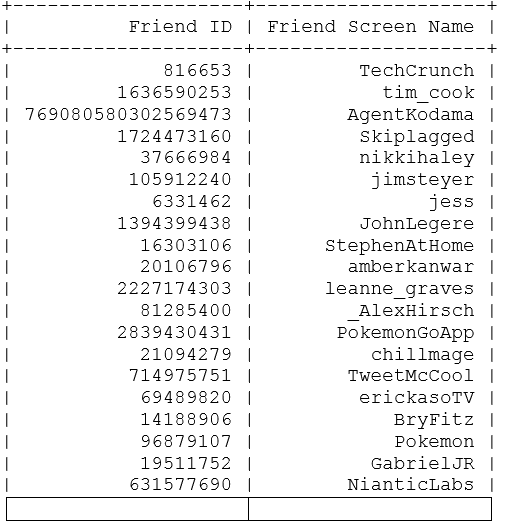 +--------------------+--------------------+
| Friend ID | Friend Screen Name |
+--------------------+--------------------+
| 816653 | TechCrunch |
| 1636590253 | tim_cook |
| 769080580302569473 | AgentKodama |
| 1724473160 | Skiplagged |
| 37666984 | nikkihaley |
| 105912240 | jimsteyer |
| 6331462 | jess |
| 1394399438 | JohnLegere |
| 16303106 | StephenAtHome |
| 20106796 | amberkanwar |
| 2227174303 | leanne_graves |
| 81285400 | _AlexHirsch |
| 2839430431 | PokemonGoApp |
| 21094279 | chillmage |
| 714975751 | TweetMcCool |
| 69489820 | erickasoTV |
| 14188906 | BryFitz |
| 96879107 | Pokemon |
| 19511752 | GabrielJR |
| 631577690 | NianticLabs |